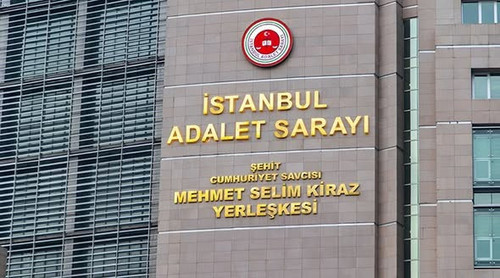 İSTANBUL
ADALET SARAYI
ŞEHİT
CUMHURİYET SAVCISI
MEHMET SELİM KİRAZ
YERLEŞKESİ